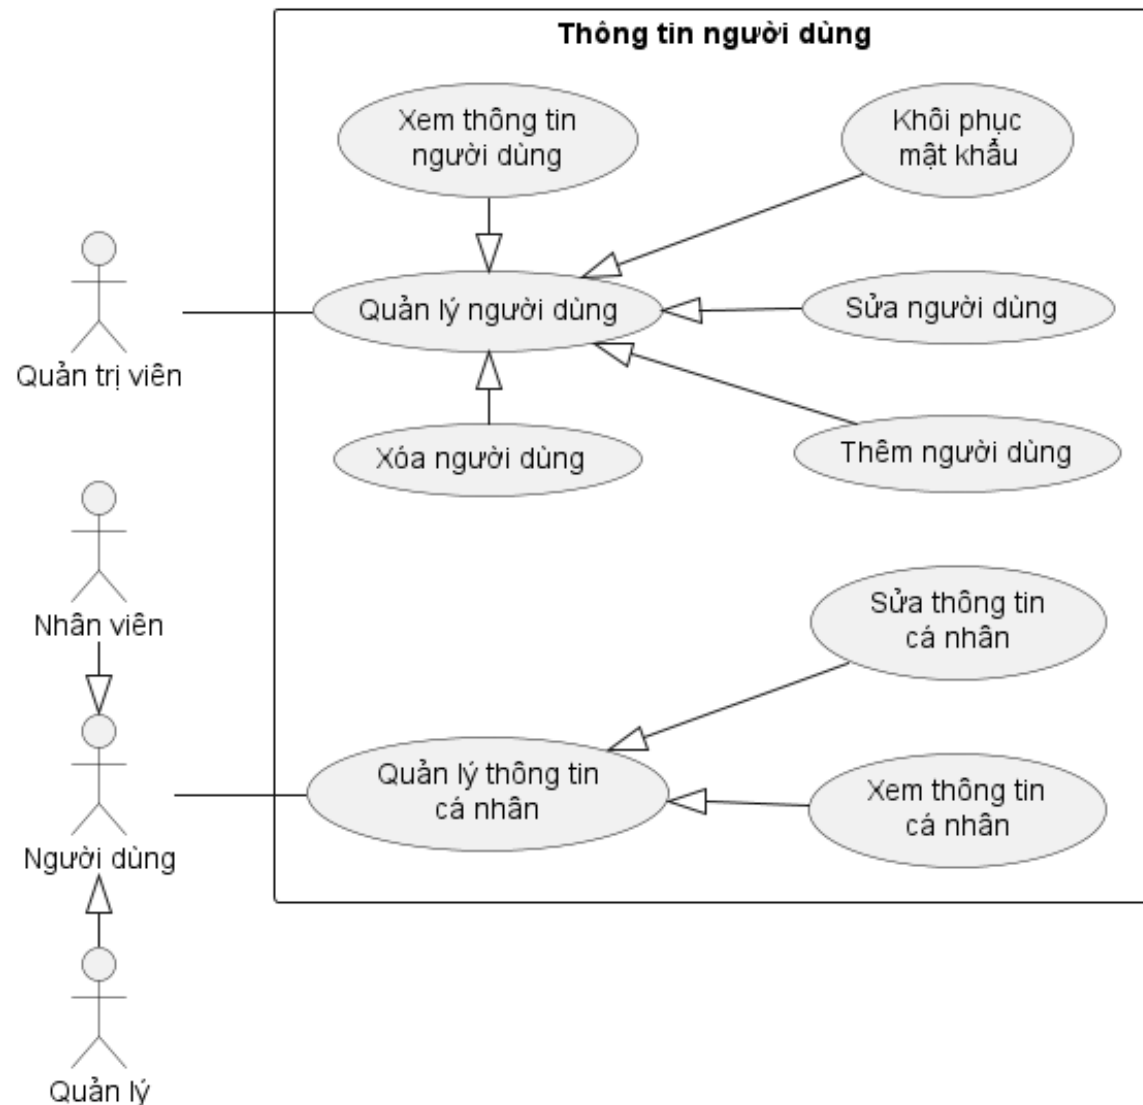 Thông tin người dùng
Xem thông tin
người dùng
Khôi phục
mật khẩu
Quản trị viên
Quản lý người dùng
Sửa người dùng
Xóa người dùng
Thêm người dùng
Nhân viên
Sửa thông tin
cá nhân
Người dùng
Quản lý thông tin
cá nhân
Xem thông tin
cá nhân
Quản lý